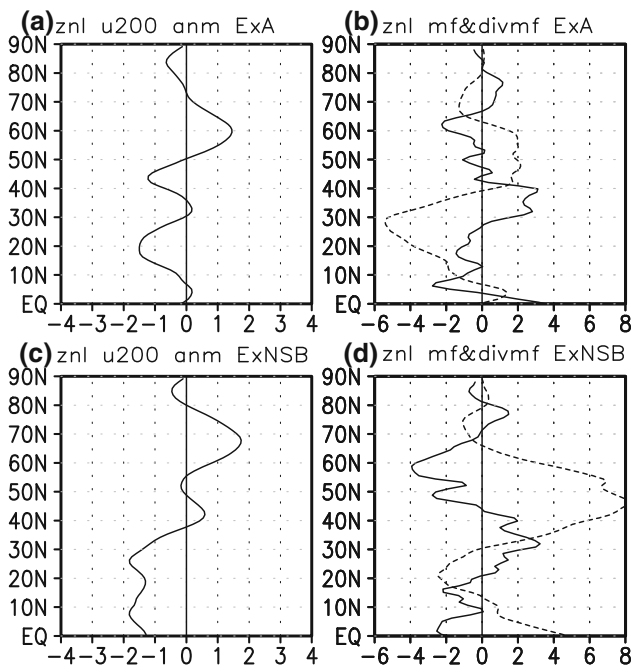 (a) znl u200 anm ExA
90N
80N
70N
60N
50N
40N
30N
20N
10N
EQ
-4 -3 -2 -1 0 1 2 3 4
(b) znl mf&divmf ExA
90N
80N
70N
60N
50N
40N
30N
20N
10N
EQ
-6 -4 -2 0 2 4 6 8
(c) znl u200 anm ExNSB
90N
80N
70N
60N
50N
40N
30N
20N
10N
EQ
-4 -3 -2 -1 0 1 2 3 4
(d) znl mf&divmf ExNSB
90N
80N
70N
60N
50N
40N
30N
20N
10N
EQ
-6 -4 -2 0 2 4 6 8